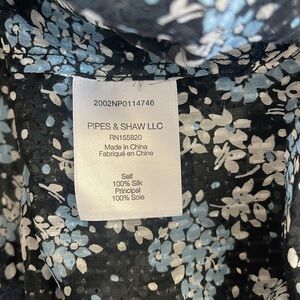 2002NP0114746
PIPES & SHAW LLC
RN155820
Made in China
Fabriqué en Chine
Self
100% Silk
Principal
100% Soie